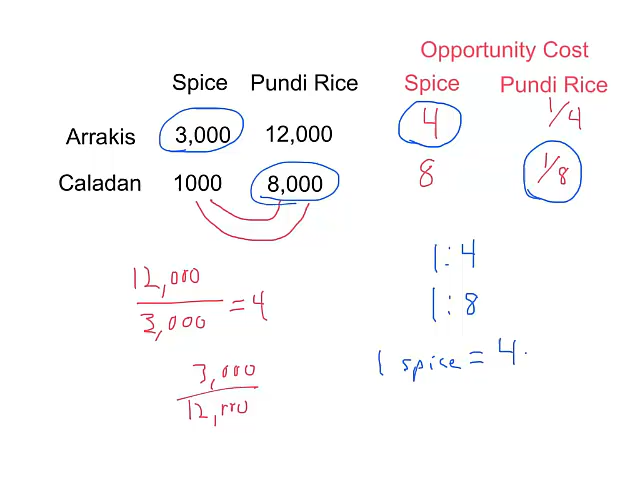 Opportunity Cost
Spice Pundi Rice Spice Pundi Rice
Arrakis 3,000 12,000 4 1/4
Caladan 1000 8,000 8 1/8
1:4
12,000
3,000 = 4
1:8
1 spice = 4.
3,000
12,000